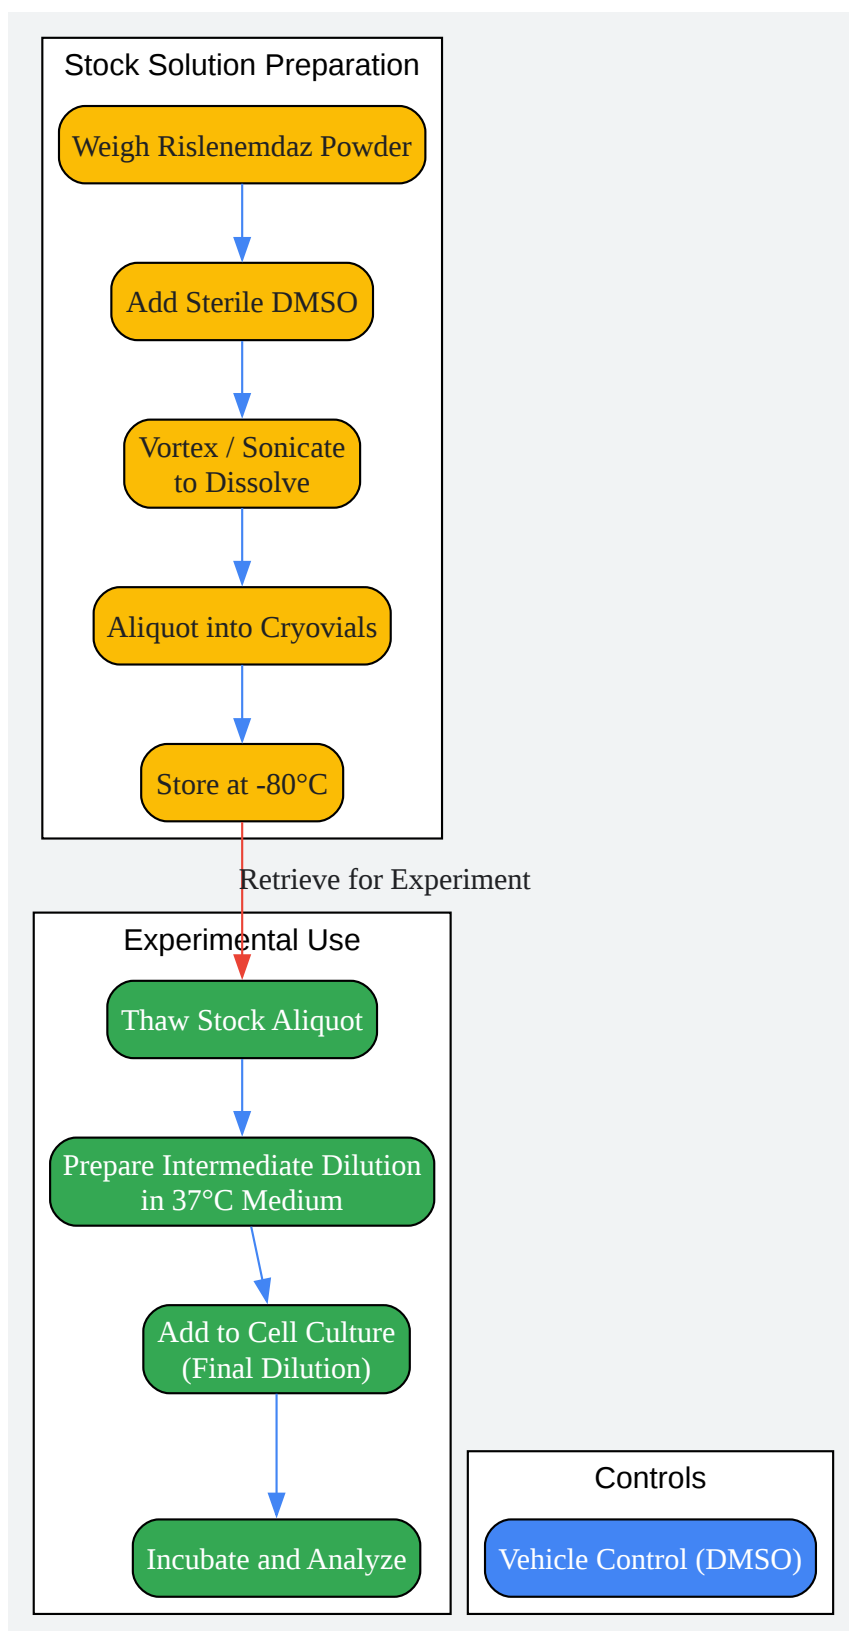 Stock Solution Preparation
Weigh Rislenemdaz Powder
Add Sterile DMSO
Vortex / Sonicate
to Dissolve
Aliquot into Cryovials
Store at -80°C
Retrieve for Experiment
Experimental Use
Thaw Stock Aliquot
Prepare Intermediate Dilution
in 37°C Medium
Add to Cell Culture
(Final Dilution)
Incubate and Analyze
Controls
Vehicle Control (DMSO)